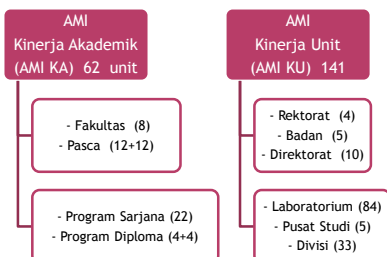 AMI
Kinerja Akademik
(AMI KA) 62 unit
- Fakultas (8)
- Pasca (12+12)
- Program Sarjana (22)
- Program Diploma (4+4)
AMI
Kinerja Unit
(AMI KU) 141
- Rektorat (4)
- Badan (5)
- Direktorat (10)
- Laboratorium (84)
- Pusat Studi (5)
- Divisi (33)